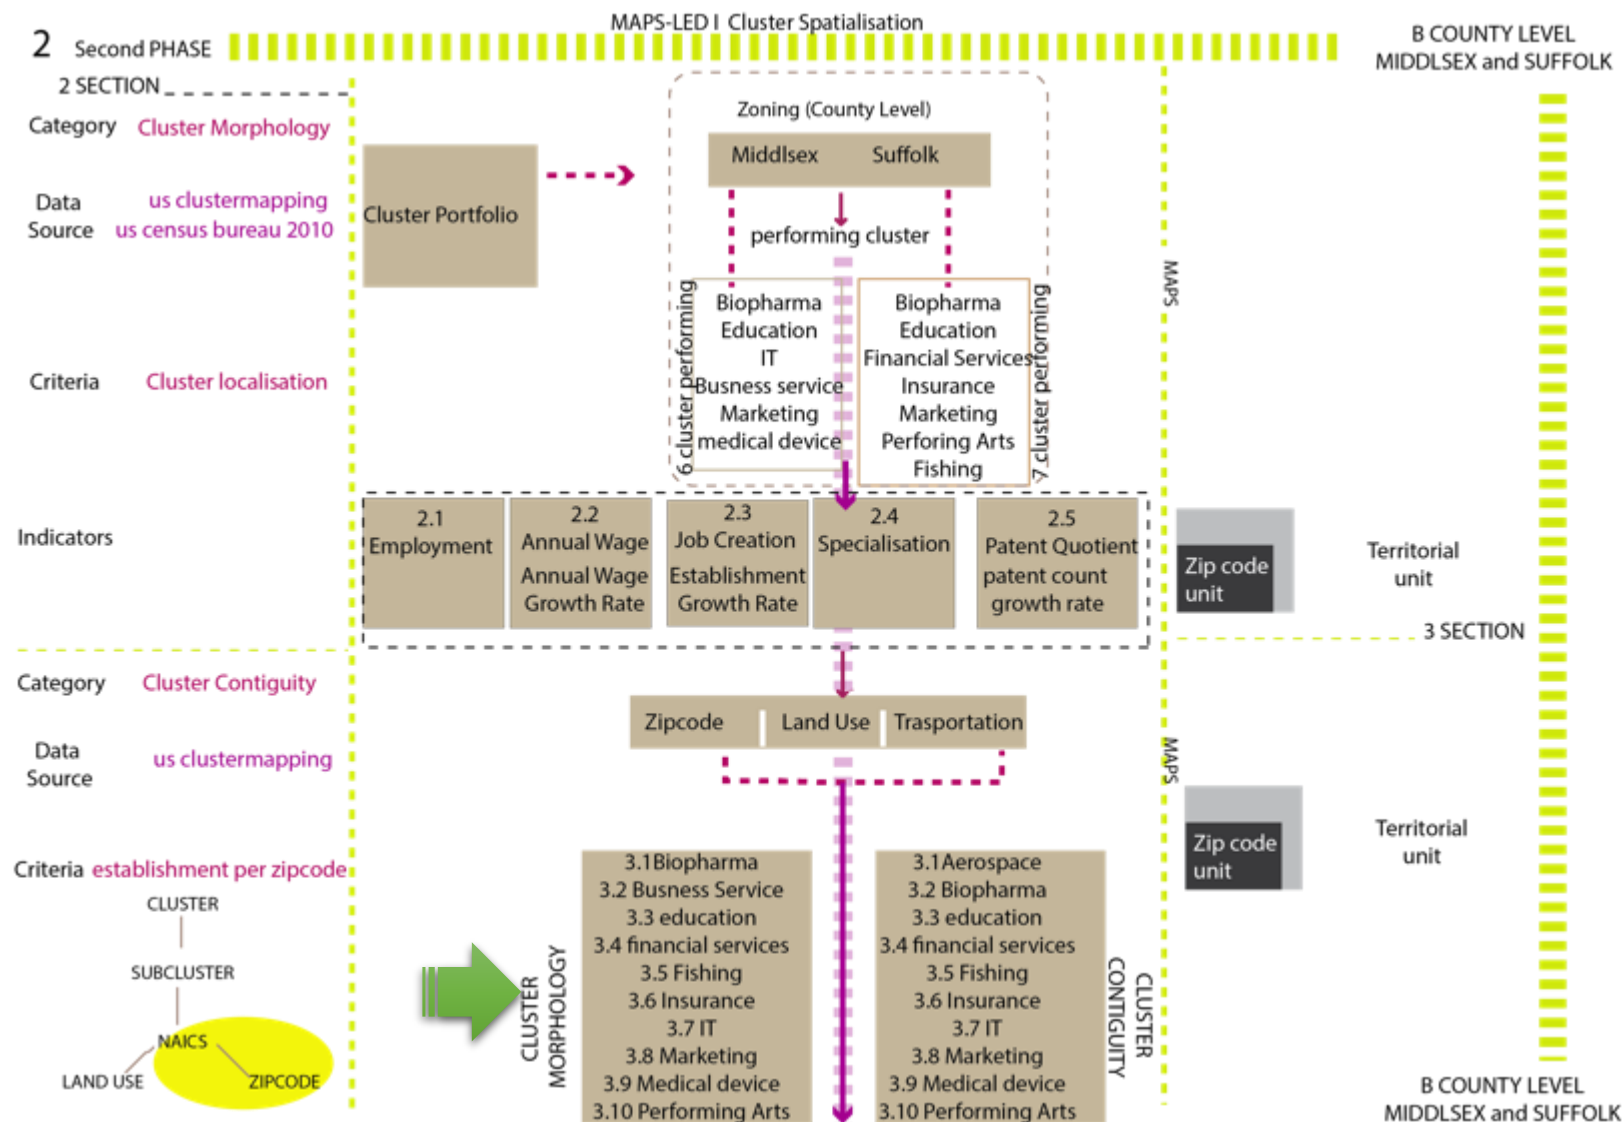 MAPS-LED I Cluster Spatialisation
2 Second PHASE
B COUNTY LEVEL
MIDDLSEX and SUFFOLK
2 SECTION
Category Cluster Morphology
Data
Source
us clustermapping
us census bureau 2010
Criteria Cluster localisation
Indicators
Cluster Portfolio
Zoning (County Level)
Middlsex Suffolk
performing cluster
6 cluster performing
Biopharma
Education
IT
Business service
Marketing
medical device
Biopharma
Education
Financial Services
Insurance
Marketing
Perforing Arts
Fishing
7 cluster performing
MAPS
2.1
Employment
2.2
Annual Wage
Annual Wage
Growth Rate
2.3
Job Creation
Establishment
Growth Rate
2.4
Specialisation
2.5
Patent Quotient
patent count
growth rate
Zip code
unit
Territorial
unit
3 SECTION
Category Cluster Contiguity
Data
Source
us clustermapping
Criteria establishment per zipcode
CLUSTER
SUBCLUSTER
NAICS
LAND USE ZIPCODE
Zipcode Land Use Trasportation
MAPS
CLUSTER
MORPHOLOGY
3.1Biopharma
3.2 Business Service
3.3 education
3.4 financial services
3.5 Fishing
3.6 Insurance
3.7 IT
3.8 Marketing
3.9 Medical device
3.10 Performing Arts
3.1Aerospace
3.2 Biopharma
3.3 education
3.4 financial services
3.5 Fishing
3.6 Insurance
3.7 IT
3.8 Marketing
3.9 Medical device
3.10 Performing Arts
CLUSTER
CONTIGUITY
Zip code
unit
Territorial
unit
B COUNTY LEVEL
MIDDLSEX and SUFFOLK